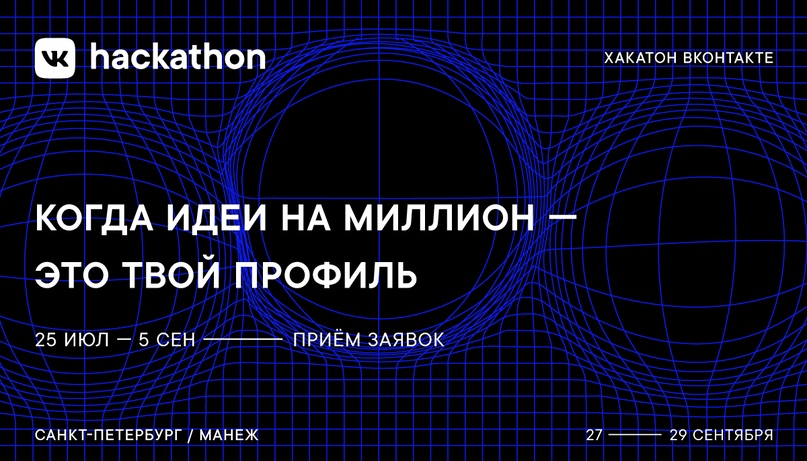 VK hackathon
ХАКАТОН ВКОНТАКТЕ
КОГДА ИДЕИ НА МИЛЛИОН —
ЭТО ТВОЙ ПРОФИЛЬ
25 ИЮЛ — 5 СЕН — ПРИЁМ ЗАЯВОК
САНКТ-ПЕТЕРБУРГ / МАНЕЖ
27 — 29 СЕНТЯБРЯ